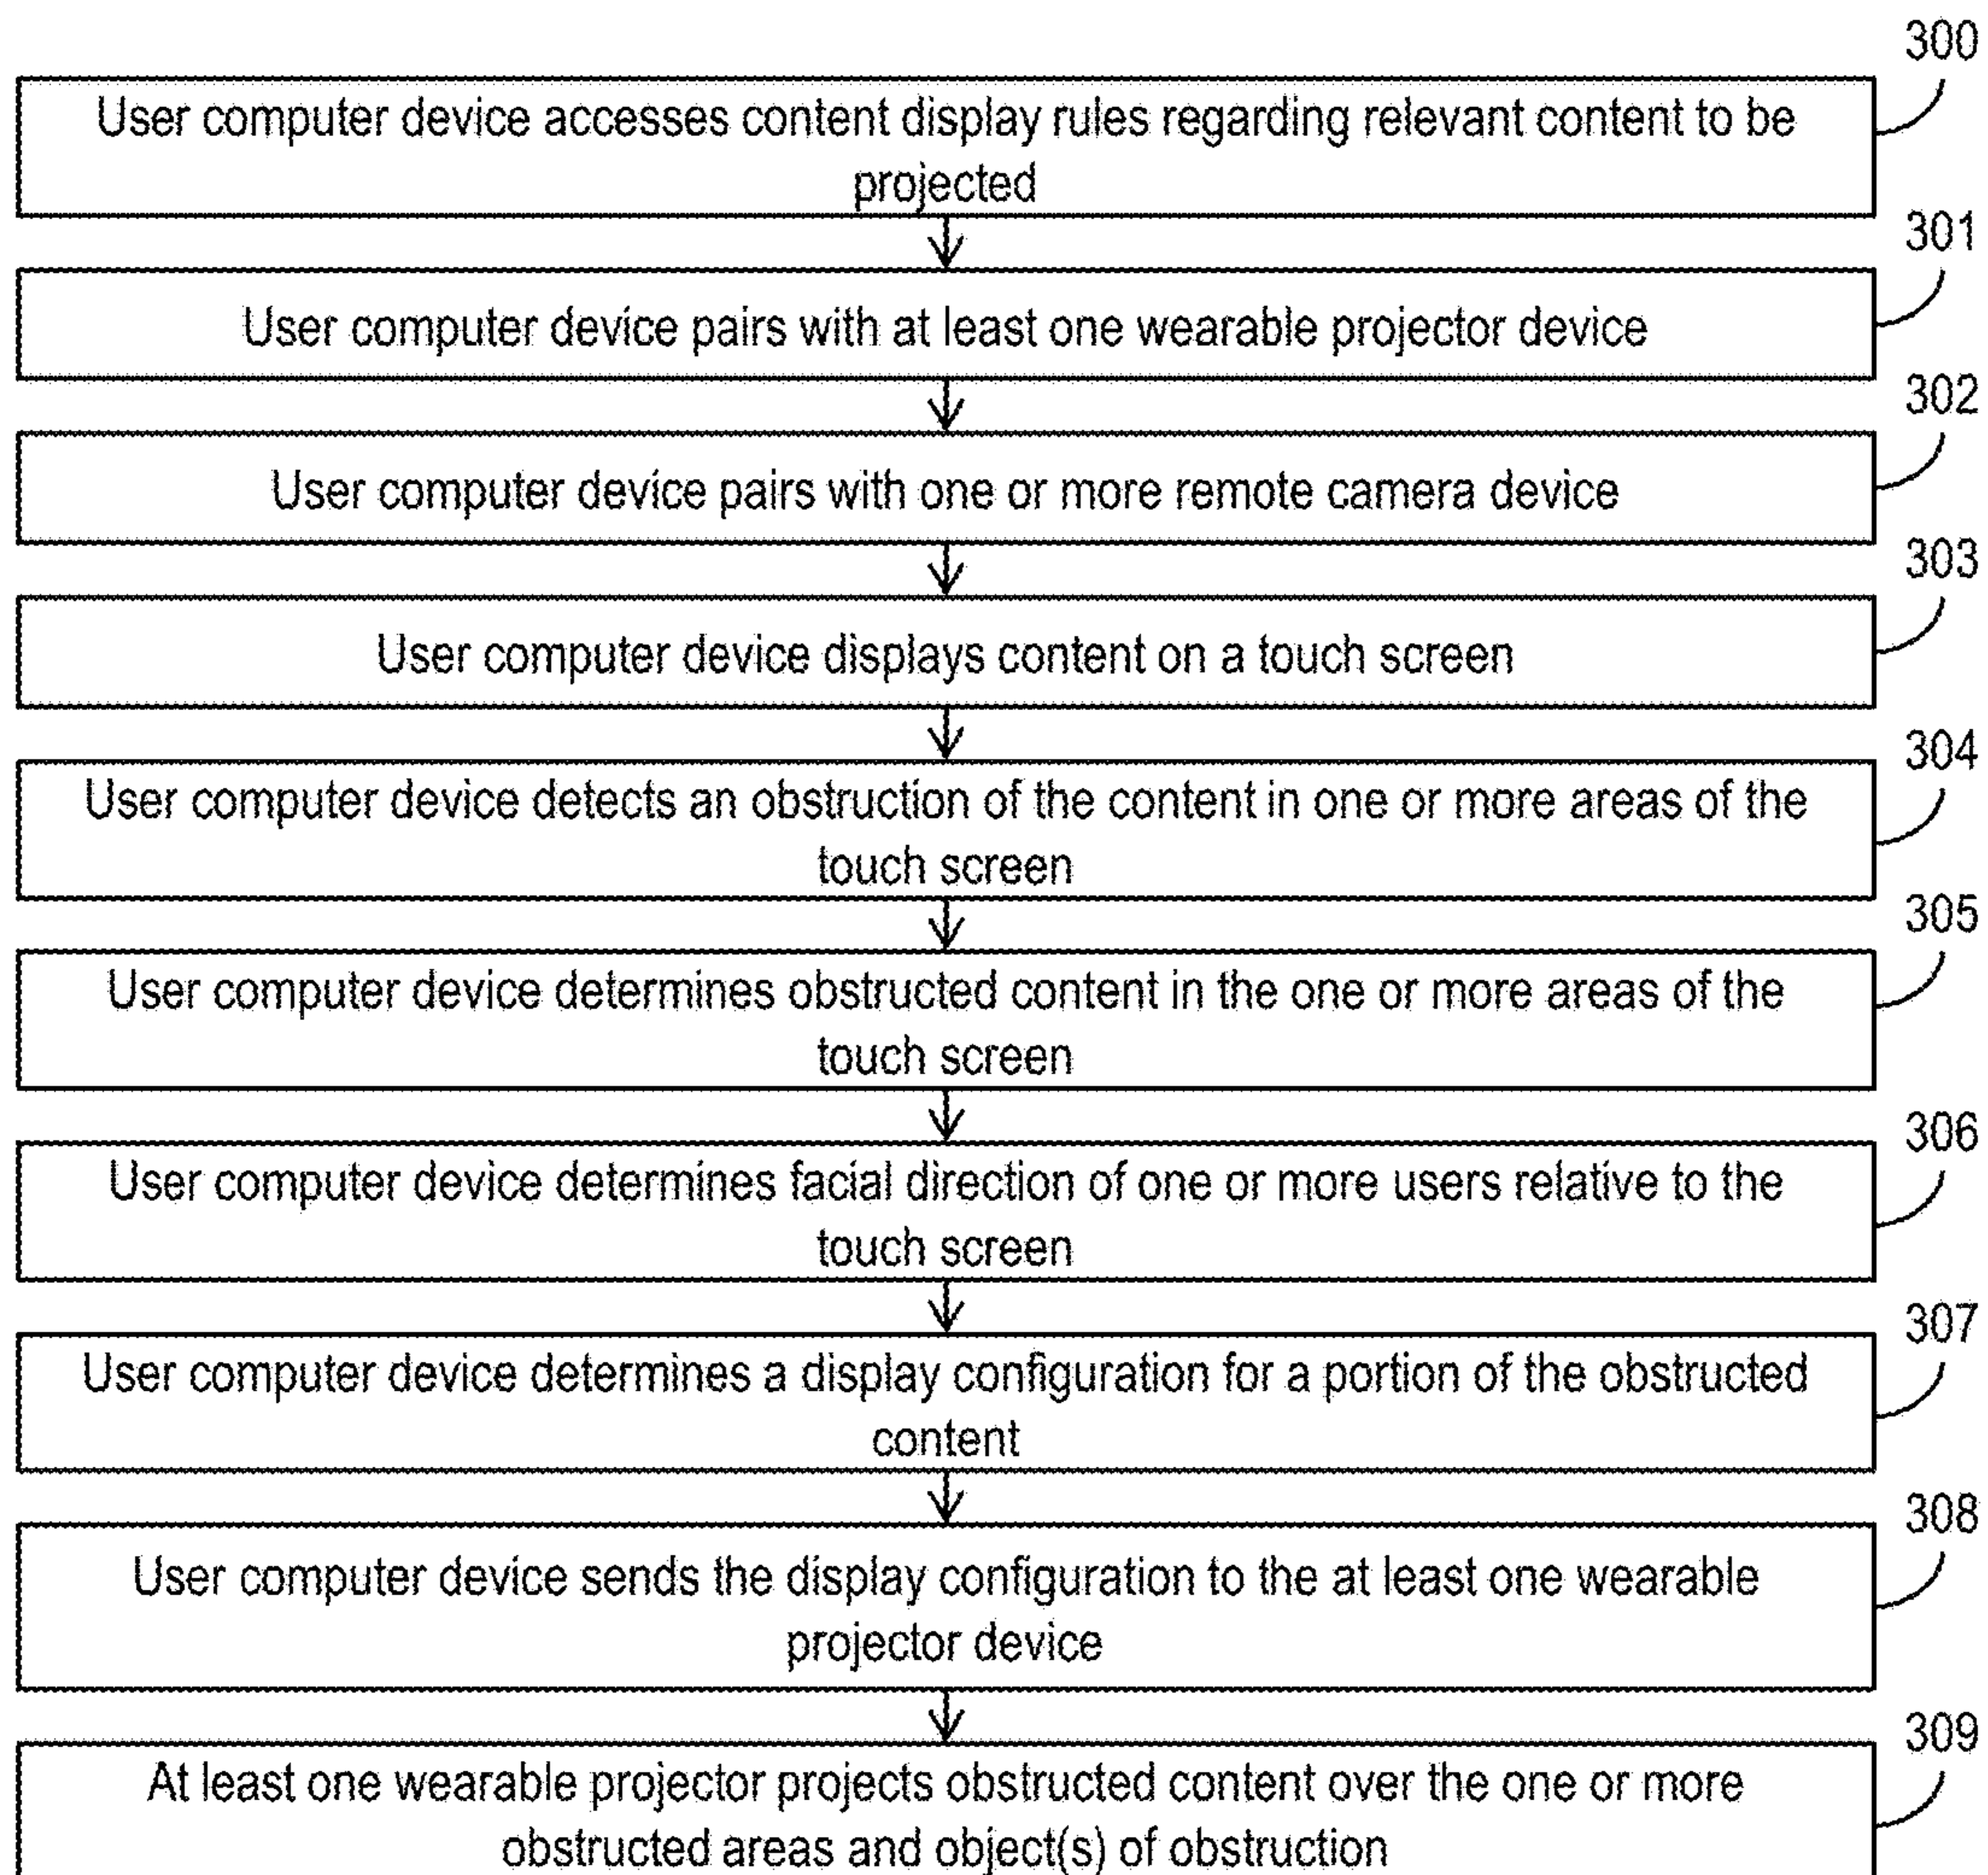 300
User computer device accesses content display rules regarding relevant content to be
projected
301
User computer device pairs with at least one wearable projector device
302
User computer device pairs with one or more remote camera device
303
User computer device displays content on a touch screen
304
User computer device detects an obstruction of the content in one or more areas of the
touch screen
305
User computer device determines obstructed content in the one or more areas of the
touch screen
306
User computer device determines facial direction of one or more users relative to the
touch screen
307
User computer device determines a display configuration for a portion of the obstructed
content
308
User computer device sends the display configuration to the at least one wearable
projector device
309
At least one wearable projector projects obstructed content over the one or more
obstructed areas and object(s) of obstruction